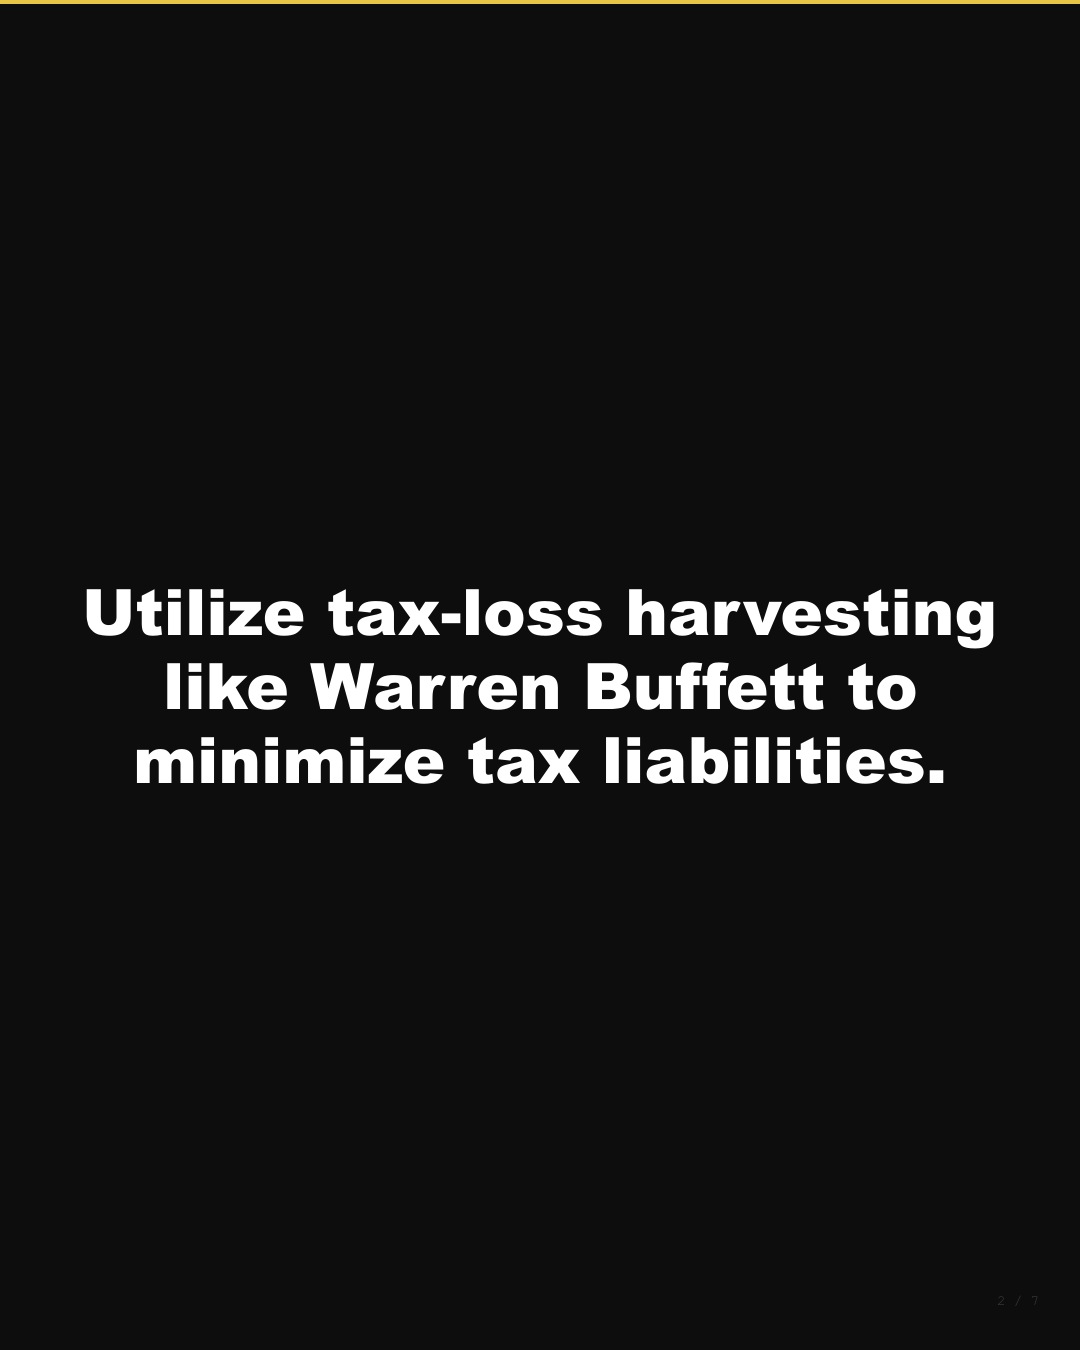 Utilize tax-loss harvesting
like Warren Buffett to
minimize tax liabilities.
2 / 7